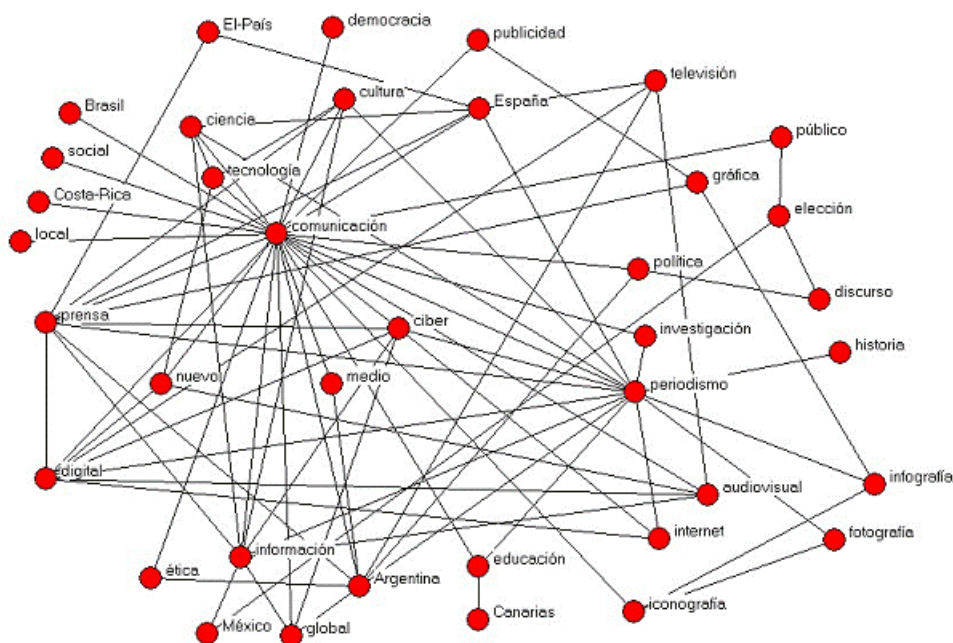 El-País
democracia
publicidad
televisión
Brasil
ciencia
cultura
España
público
social
tecnología
gráfica
Costa-Rica
elección
local
comunicación
política
discurso
prensa
ciber
investigación
historia
nuevo
medio
periodismo
digital
audiovisual
infografía
información
internet
fotografía
ética
Argentina
educación
México
global
Canarias
iconografía